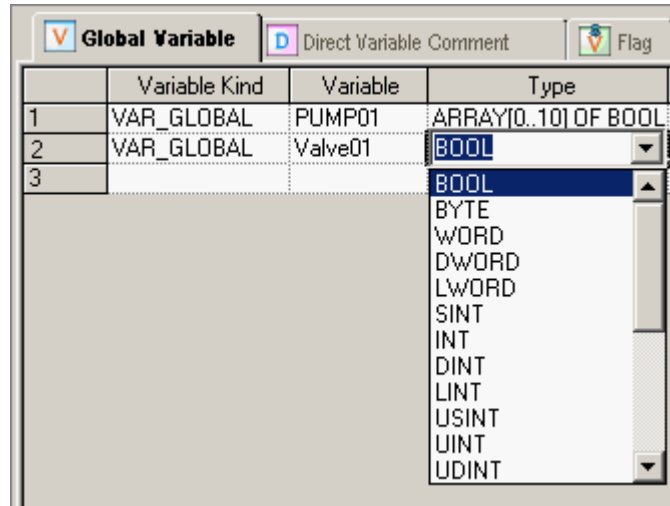 V Global Variable D Direct Variable Comment V Flag
Variable Kind Variable Type
1 VAR_GLOBAL PUMP01 ARRAY[0..10] OF BOOL
2 VAR_GLOBAL Valve01 BOOL
3
BOOL
BYTE
WORD
DWORD
LWORD
SINT
INT
DINT
LINT
USINT
UINT
UDINT